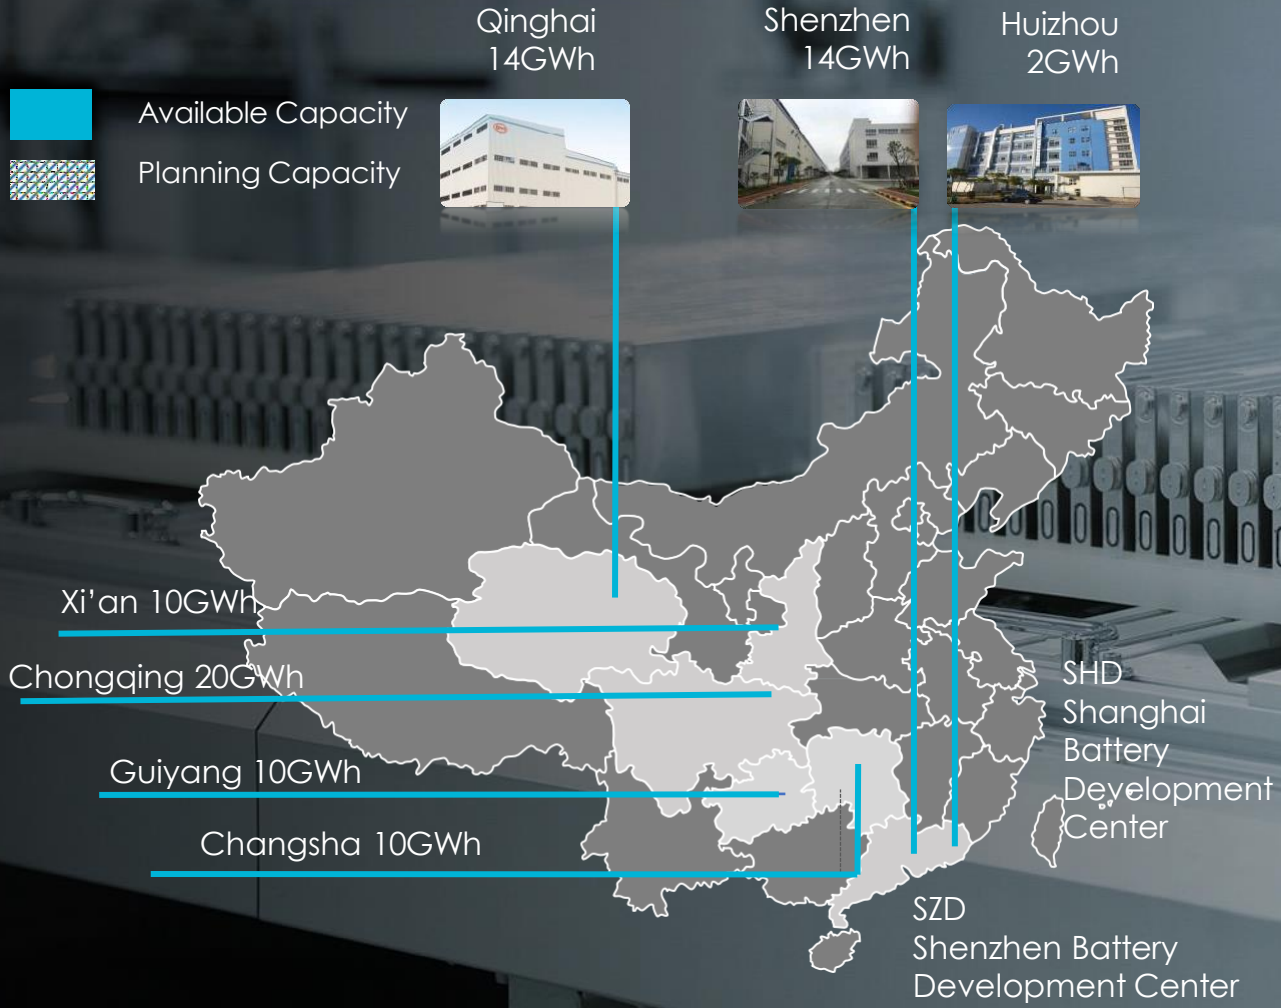 Qinghai
14GWh
Shenzhen
14GWh
Huizhou
2GWh
Available Capacity
Planning Capacity
Xi’an 10GWh
Chongqing 20GWh
Guiyang 10GWh
Changsha 10GWh
SHD
Shanghai
Battery
Development
Center
SZD
Shenzhen Battery
Development Center